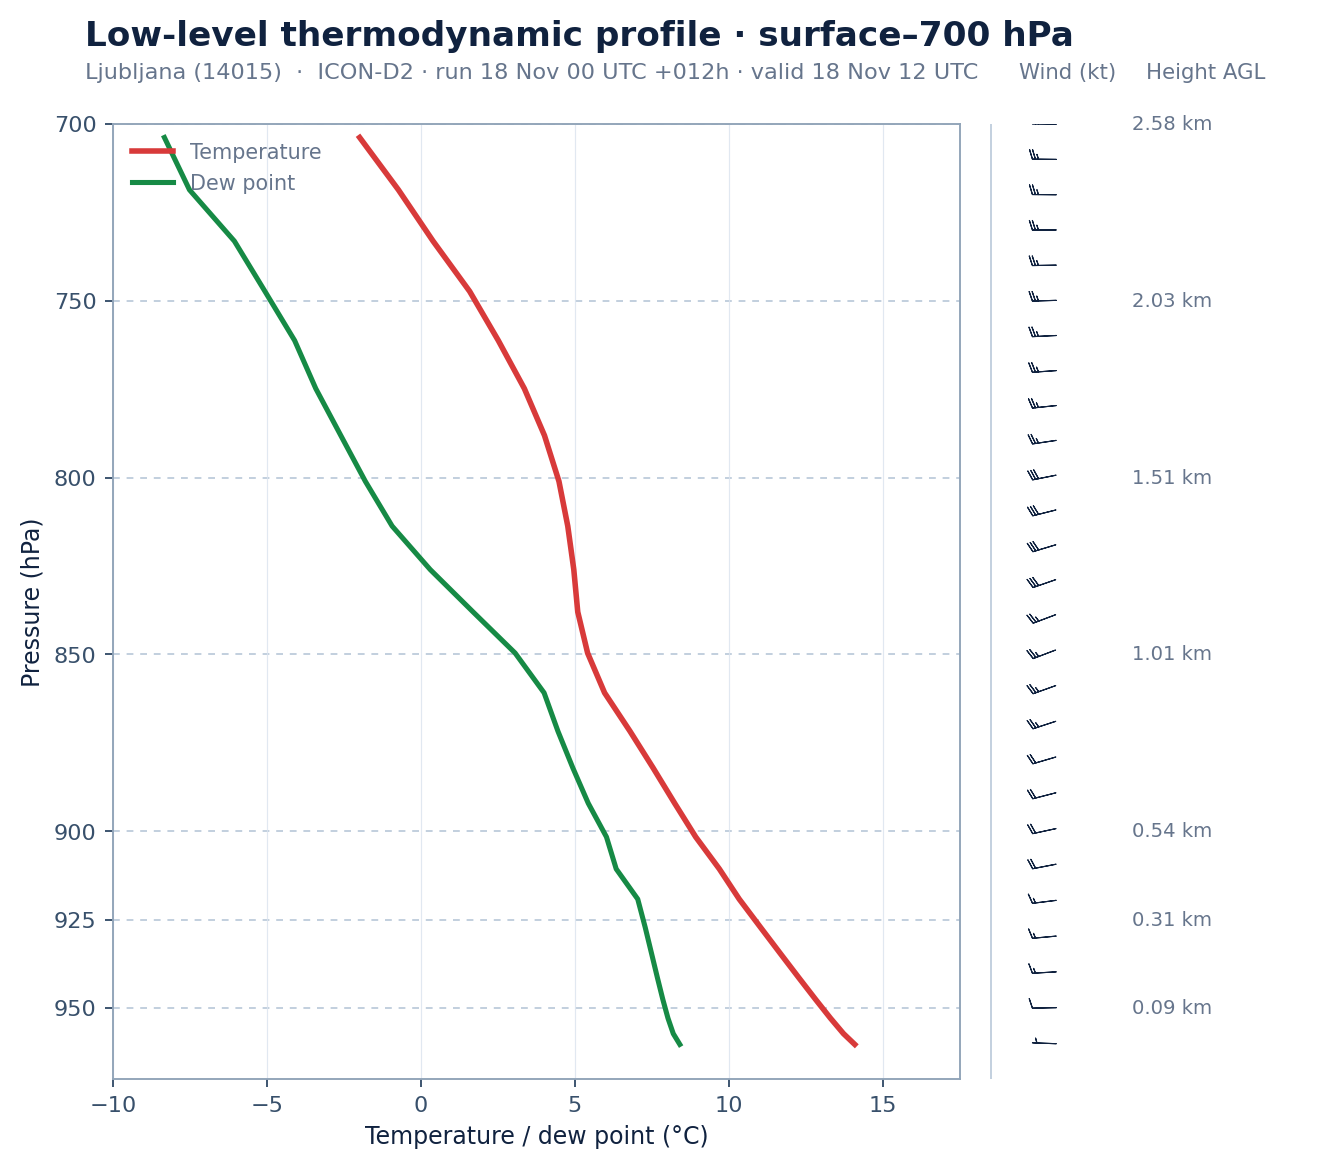 Low-level thermodynamic profile · surface–700 hPa
Ljubljana (14015)  ·  ICON-D2 · run 18 Nov 00 UTC +012h · valid 18 Nov 12 UTC
Wind (kt)
Height AGL
Temperature
Dew point
700
750
800
850
900
925
950
Pressure (hPa)
−10
−5
0
5
10
15
Temperature / dew point (°C)
2.58 km
2.03 km
1.51 km
1.01 km
0.54 km
0.31 km
0.09 km